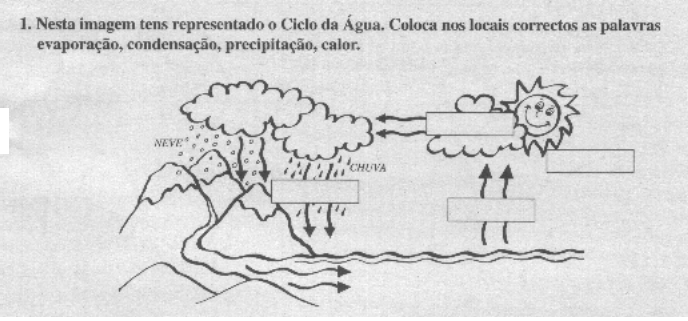 1. Nesta imagem tens representado o Ciclo da Água. Coloca nos locais correctos as palavras
evaporação, condensação, precipitação, calor.
NEVE
CHUVA